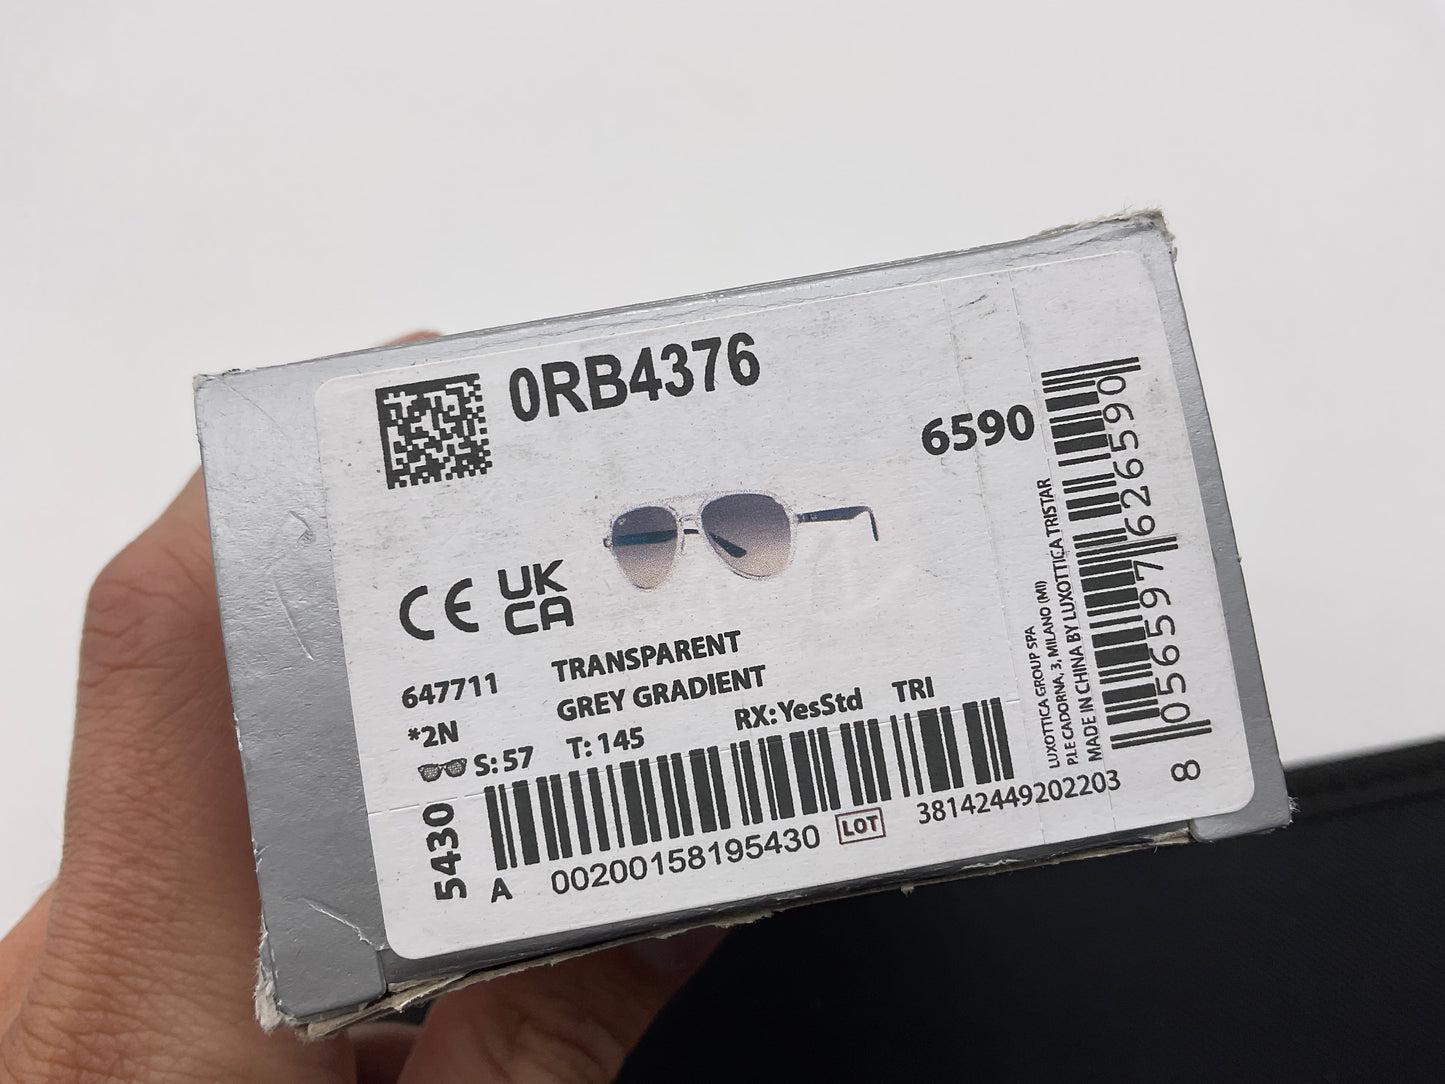 0RB4376
6590
CE UK
CA
647711 TRANSPARENT
*2N GREY GRADIENT
S: 57 T: 145 RX: YesStd TRI
5430
A 00200158195430 LOT 38142449202203
LUXOTTICA GROUP SPA
P.LE CADORNA, 3, MILANO (MI)
MADE IN CHINA BY LUXOTTICA TRISTAR
8 056597 626590